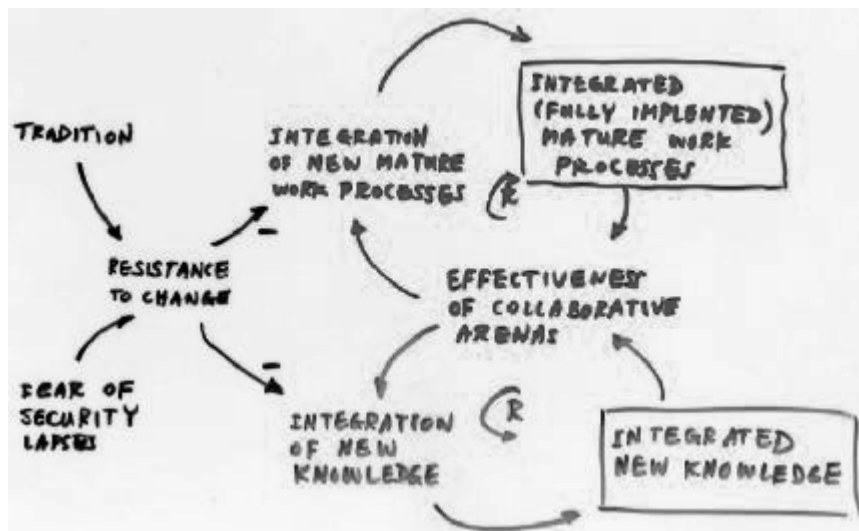 TRADITION
INTEGRATION
OF NEW MATURE
WORK PROCESSES
INTEGRATED
(FULLY IMPLENTED)
MATURE WORK
PROCESSES
R
RESISTANCE
TO CHANGE
-
-
EFFECTIVENESS
OF COLLABORATIVE
ARENAS
FEAR OF
SECURITY
LAPSES
INTEGRATION
OF NEW
KNOWLEDGE
R
INTEGRATED
NEW KNOWLEDGE